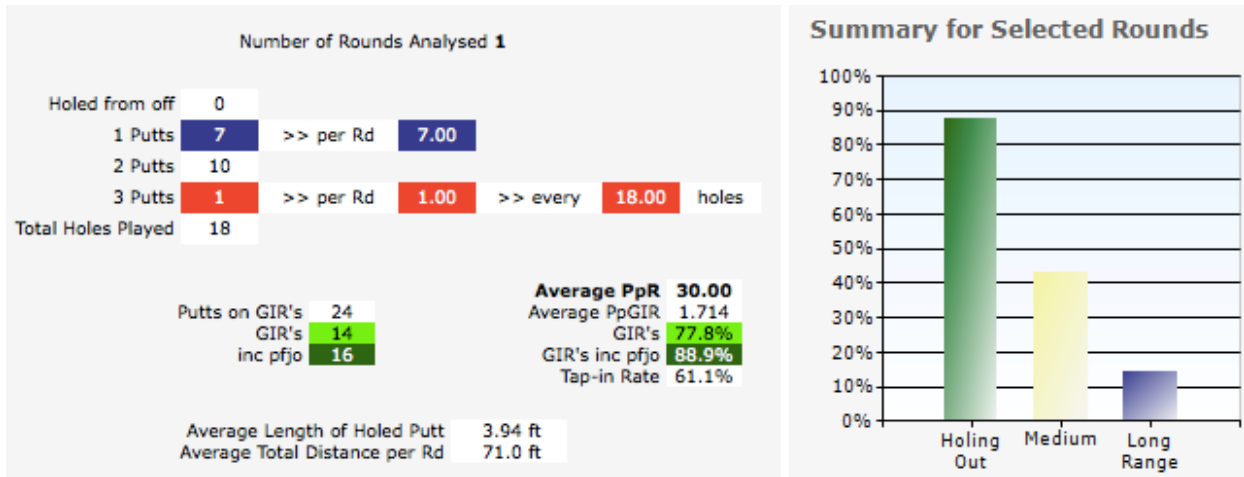 Number of Rounds Analysed 1
Holed from off 0
1 Putts 7 >> per Rd 7.00
2 Putts 10
3 Putts 1 >> per Rd 1.00 >> every 18.00 holes
Total Holes Played 18
Putts on GIR's 24
GIR's 14
inc pfjo 16
Average PpR 30.00
Average PpGIR 1.714
GIR's 77.8%
GIR's inc pfjo 88.9%
Tap-in Rate 61.1%
Average Length of Holed Putt 3.94 ft
Average Total Distance per Rd 71.0 ft
Summary for Selected Rounds
100%
90%
80%
70%
60%
50%
40%
30%
20%
10%
0%
Holing Out
Medium
Long Range